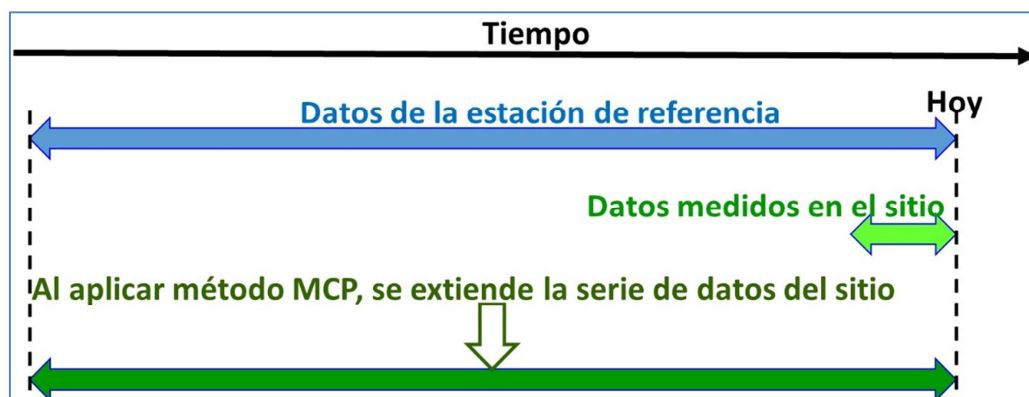 Tiempo
Hoy
Datos de la estación de referencia
Datos medidos en el sitio
Al aplicar método MCP, se extiende la serie de datos del sitio